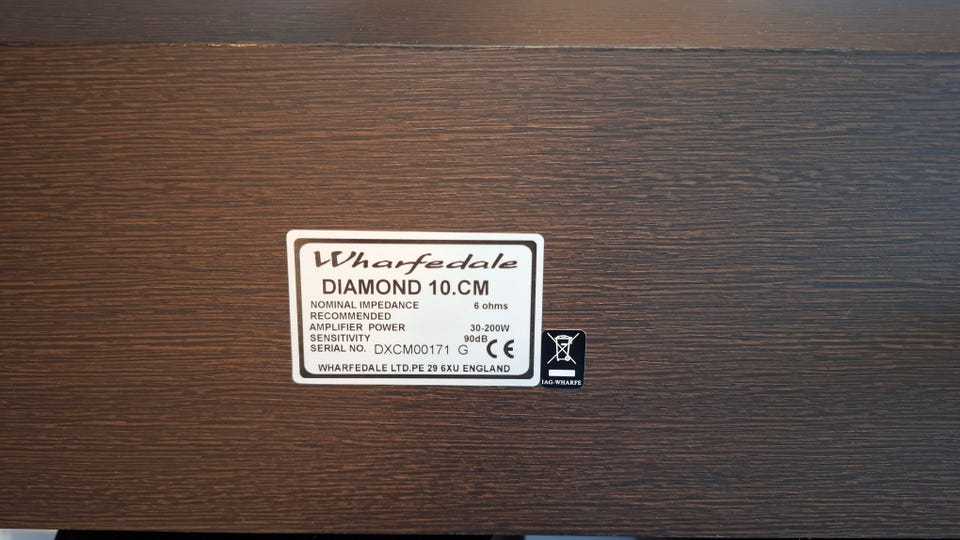 Wharfedale
DIAMOND 10.CM
NOMINAL IMPEDANCE 6 ohms
RECOMMENDED
AMPLIFIER POWER 30-200W
SENSITIVITY 90dB
SERIAL NO. DXCM00171 G CE
WHARFEDALE LTD.PE 29 6XU ENGLAND
IAG-WHARFE